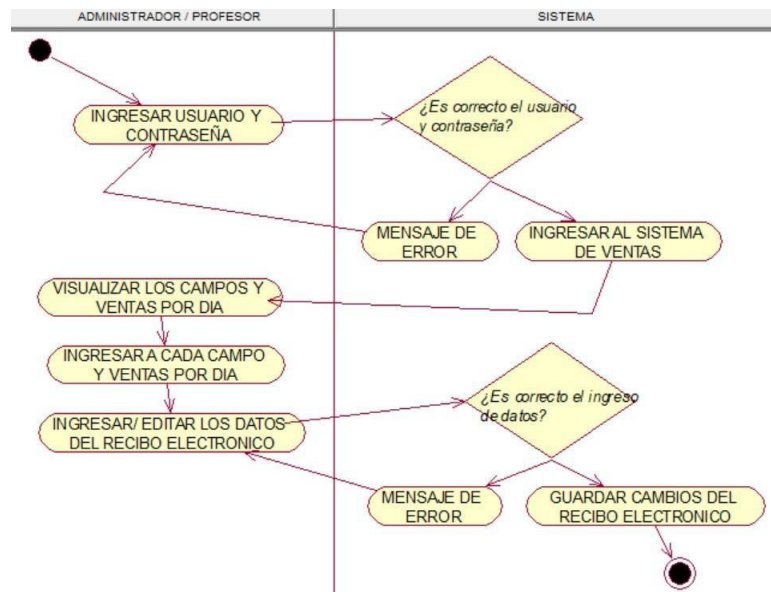 ADMINISTRADOR / PROFESOR
SISTEMA
INGRESAR USUARIO Y
CONTRASEÑA
¿Es correcto el usuario
y contraseña?
MENSAJE DE
ERROR
INGRESAR AL SISTEMA
DE VENTAS
VISUALIZAR LOS CAMPOS Y
VENTAS POR DIA
INGRESAR A CADA CAMPO
Y VENTAS POR DIA
INGRESAR/ EDITAR LOS DATOS
DEL RECIBO ELECTRONICO
¿Es correcto el ingreso
de datos?
MENSAJE DE
ERROR
GUARDAR CAMBIOS DEL
RECIBO ELECTRONICO